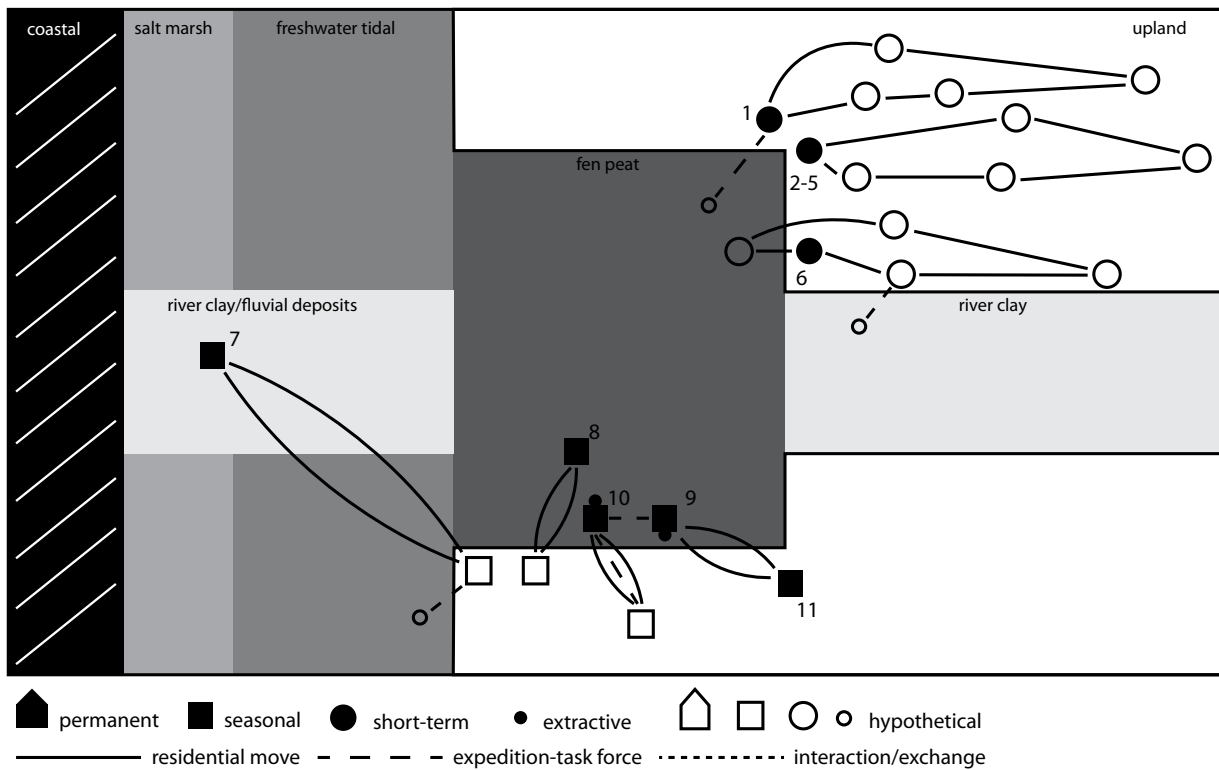 coastal
salt marsh
freshwater tidal
upland
1
fen peat
2-5
6
river clay/fluvial deposits
river clay
7
8
10
9
11
permanent
seasonal
short-term
extractive
hypothetical
residential move
expedition-task force
interaction/exchange